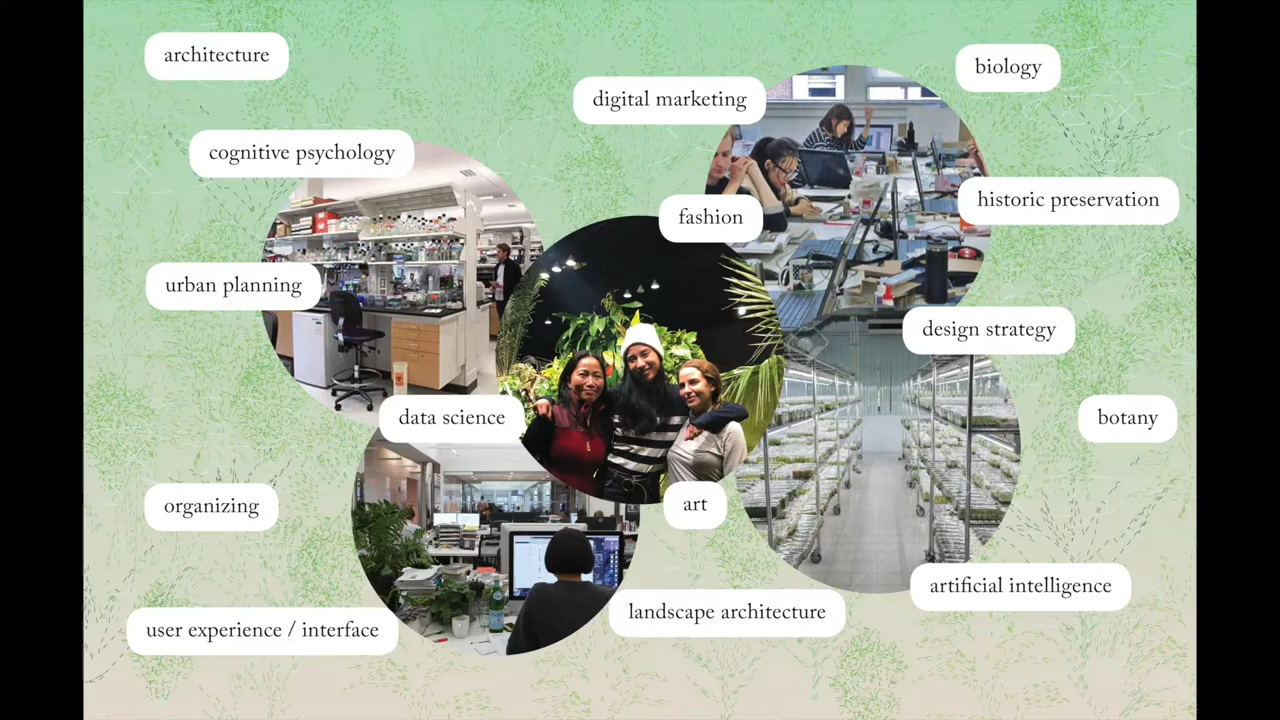 architecture
biology
digital marketing
cognitive psychology
historic preservation
fashion
urban planning
design strategy
data science
botany
organizing
art
artificial intelligence
landscape architecture
user experience / interface